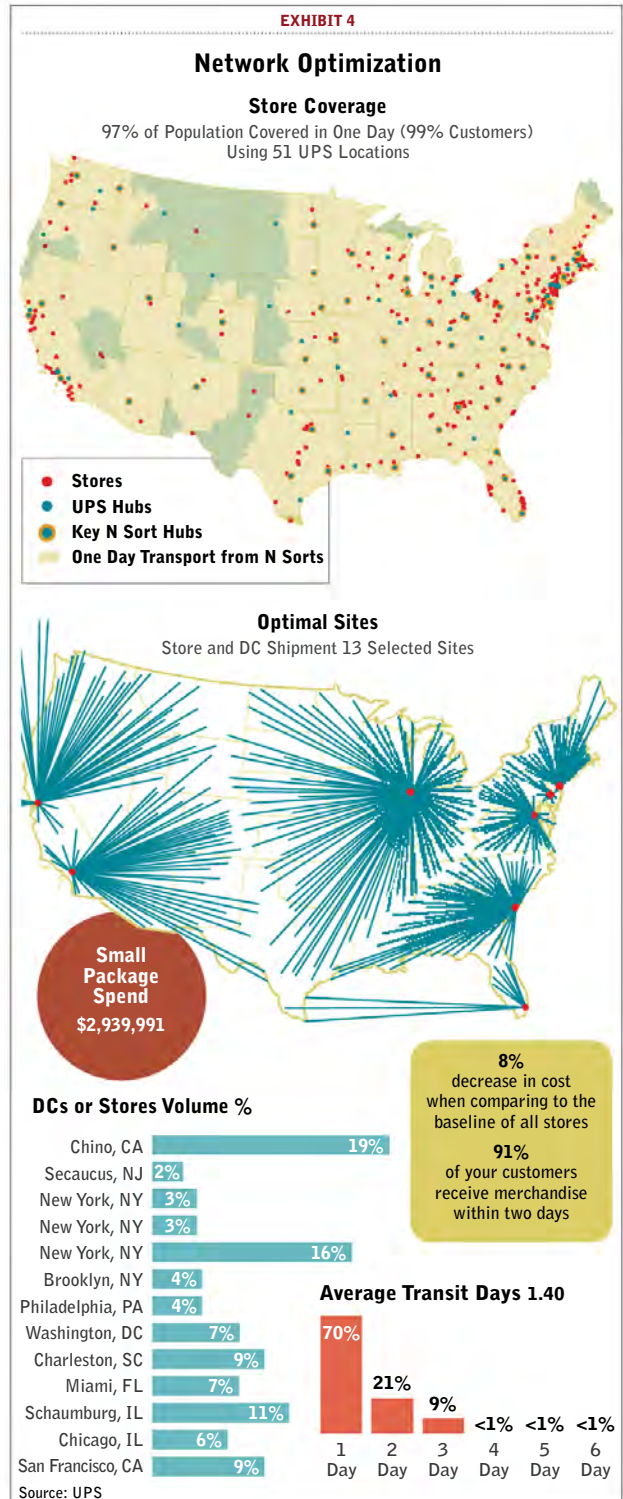 EXHIBIT 4
Network Optimization
Store Coverage
97% of Population Covered in One Day (99% Customers)
Using 51 UPS Locations
Stores
UPS Hubs
Key N Sort Hubs
One Day Transport from N Sorts
Optimal Sites
Store and DC Shipment 13 Selected Sites
Small
Package
Spend
$2,939,991
8%
decrease in cost
when comparing to the
baseline of all stores
91%
of your customers
receive merchandise
within two days
DCs or Stores Volume %
Chino, CA 19%
Secaucus, NJ 2%
New York, NY 3%
New York, NY 3%
New York, NY 16%
Brooklyn, NY 4%
Philadelphia, PA 4%
Washington, DC 7%
Charleston, SC 9%
Miami, FL 7%
Schaumburg, IL 11%
Chicago, IL 6%
San Francisco, CA 9%
Average Transit Days 1.40
70% 21% 9% <1% <1% <1%
1 2 3 4 5 6
Day Day Day Day Day Day
Source: UPS